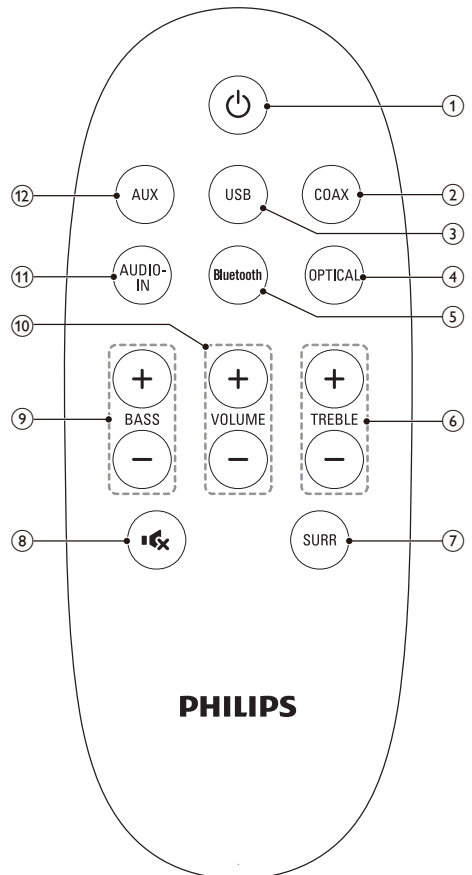 ①
AUX
USB
COAX
⑫
②
③
AUDIO-
IN
Bluetooth
OPTICAL
⑪
④
⑤
⑩
+
+
+
⑨
BASS
VOLUME
TREBLE
⑥
−
−
−
⑧
SURR
⑦
PHILIPS